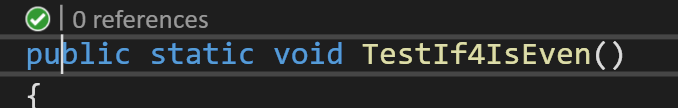 0 references
public static void TestIf4IsEven()
{